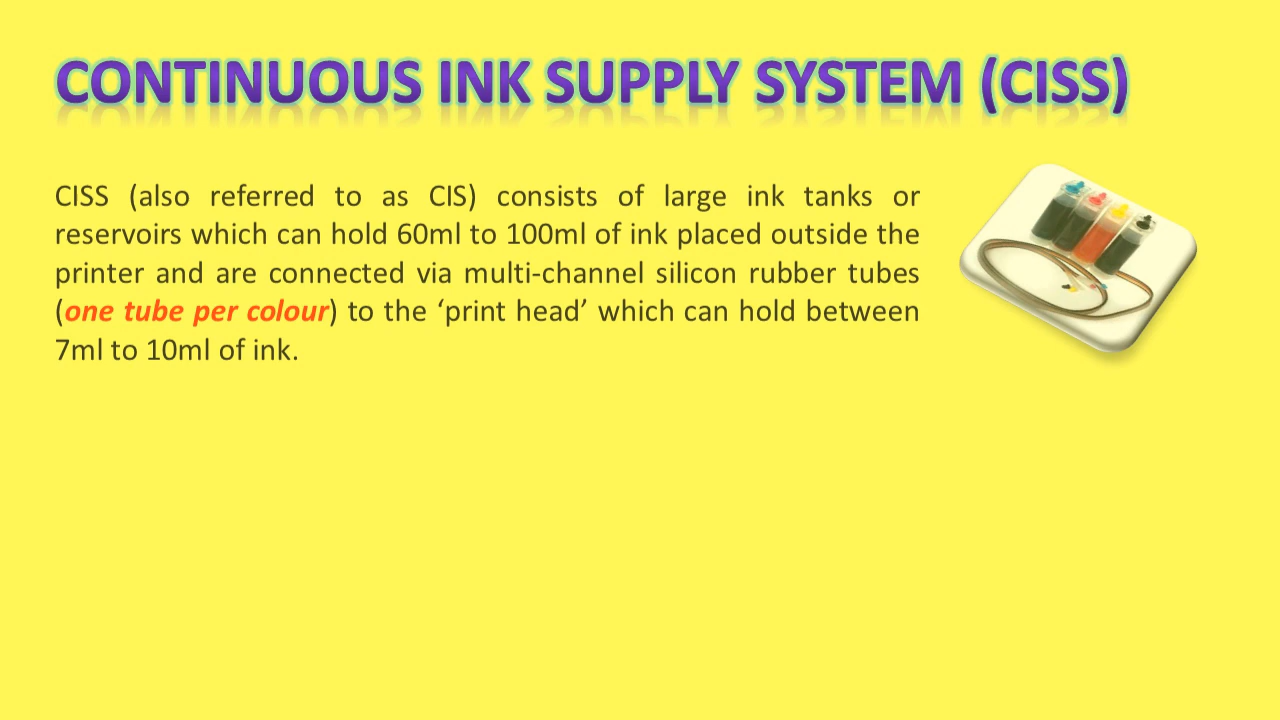 CONTINUOUS INK SUPPLY SYSTEM (CISS)
CISS (also referred to as CIS) consists of large ink tanks or
reservoirs which can hold 60ml to 100ml of ink placed outside the
printer and are connected via multi-channel silicon rubber tubes
(one tube per colour) to the ‘print head’ which can hold between
7ml to 10ml of ink.